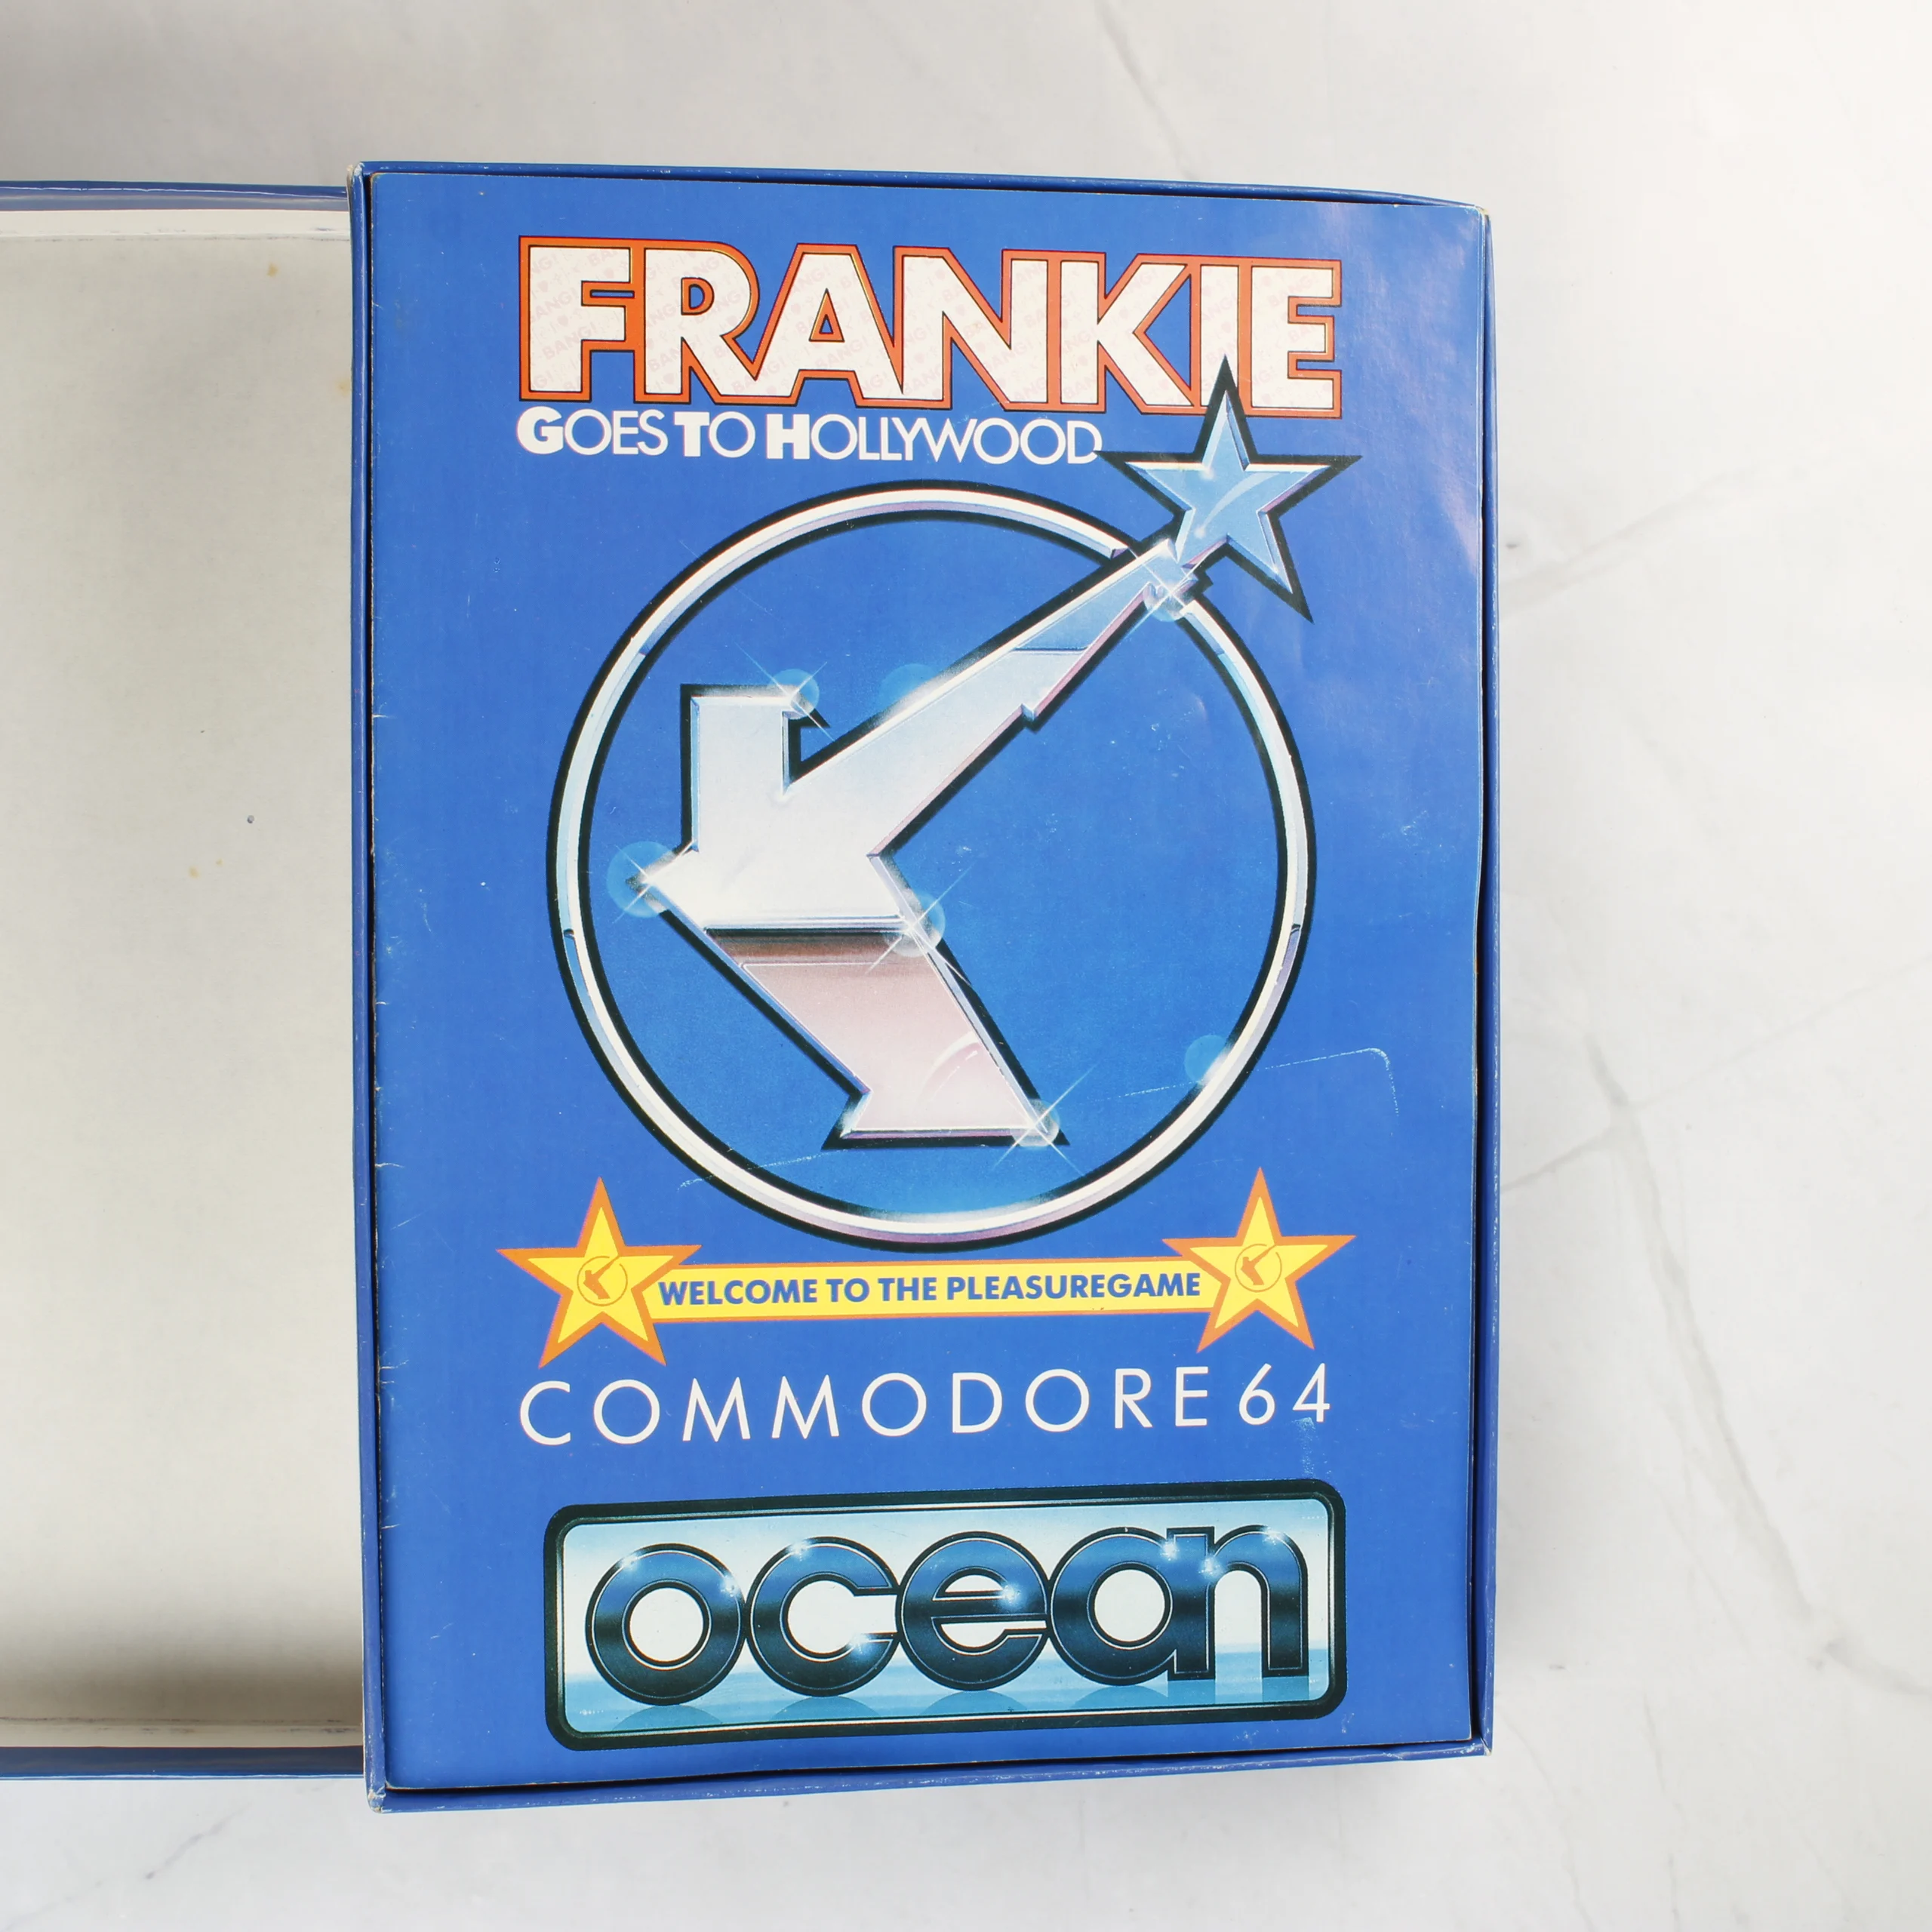 FRANKIE
GOES TO HOLLYWOOD
WELCOME TO THE PLEASUREGAME
COMMODORE 64
ocean